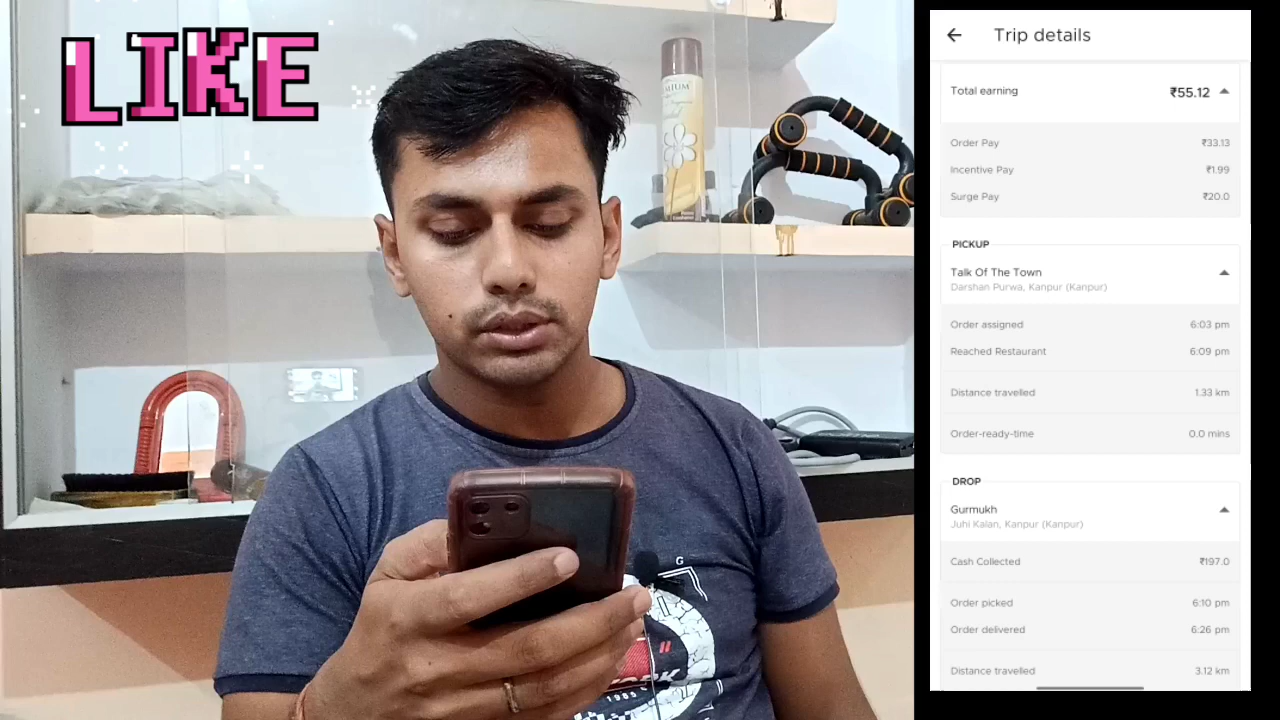 LIKE
Trip details
Total earning ₹55.12
Order Pay ₹33.13
Incentive Pay ₹1.99
Surge Pay ₹20.0
PICKUP
Talk Of The Town
Darshan Purwa, Kanpur (Kanpur)
Order assigned 6:03 pm
Reached Restaurant 6:09 pm
Distance travelled 1.33 km
Order-ready-time 0.0 mins
DROP
Gurmukh
Juhi Kalan, Kanpur (Kanpur)
Cash Collected ₹197.0
Order picked 6:10 pm
Order delivered 6:26 pm
Distance travelled 3.12 km
G